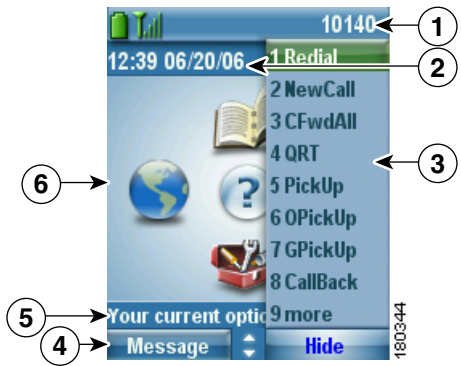 10140
1
12:39 06/20/06
2
1 Redial
2 NewCall
3 CFwdAll
3
4 QRT
5 PickUp
6
6 OPickUp
7 GPickUp
8 CallBack
5
Your current optio
9 more
4
Message
Hide
180344
?